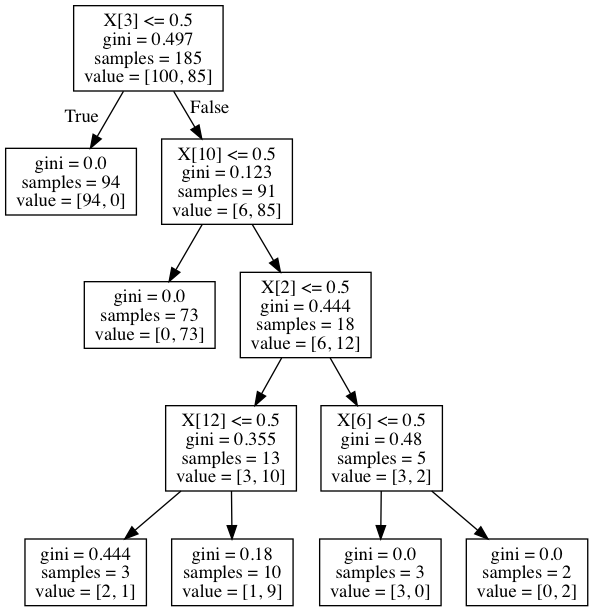 X[3] <= 0.5
gini = 0.497
samples = 185
value = [100, 85]
True
False
gini = 0.0
samples = 94
value = [94, 0]
X[10] <= 0.5
gini = 0.123
samples = 91
value = [6, 85]
gini = 0.0
samples = 73
value = [0, 73]
X[2] <= 0.5
gini = 0.444
samples = 18
value = [6, 12]
X[12] <= 0.5
gini = 0.355
samples = 13
value = [3, 10]
X[6] <= 0.5
gini = 0.48
samples = 5
value = [3, 2]
gini = 0.444
samples = 3
value = [2, 1]
gini = 0.18
samples = 10
value = [1, 9]
gini = 0.0
samples = 3
value = [3, 0]
gini = 0.0
samples = 2
value = [0, 2]